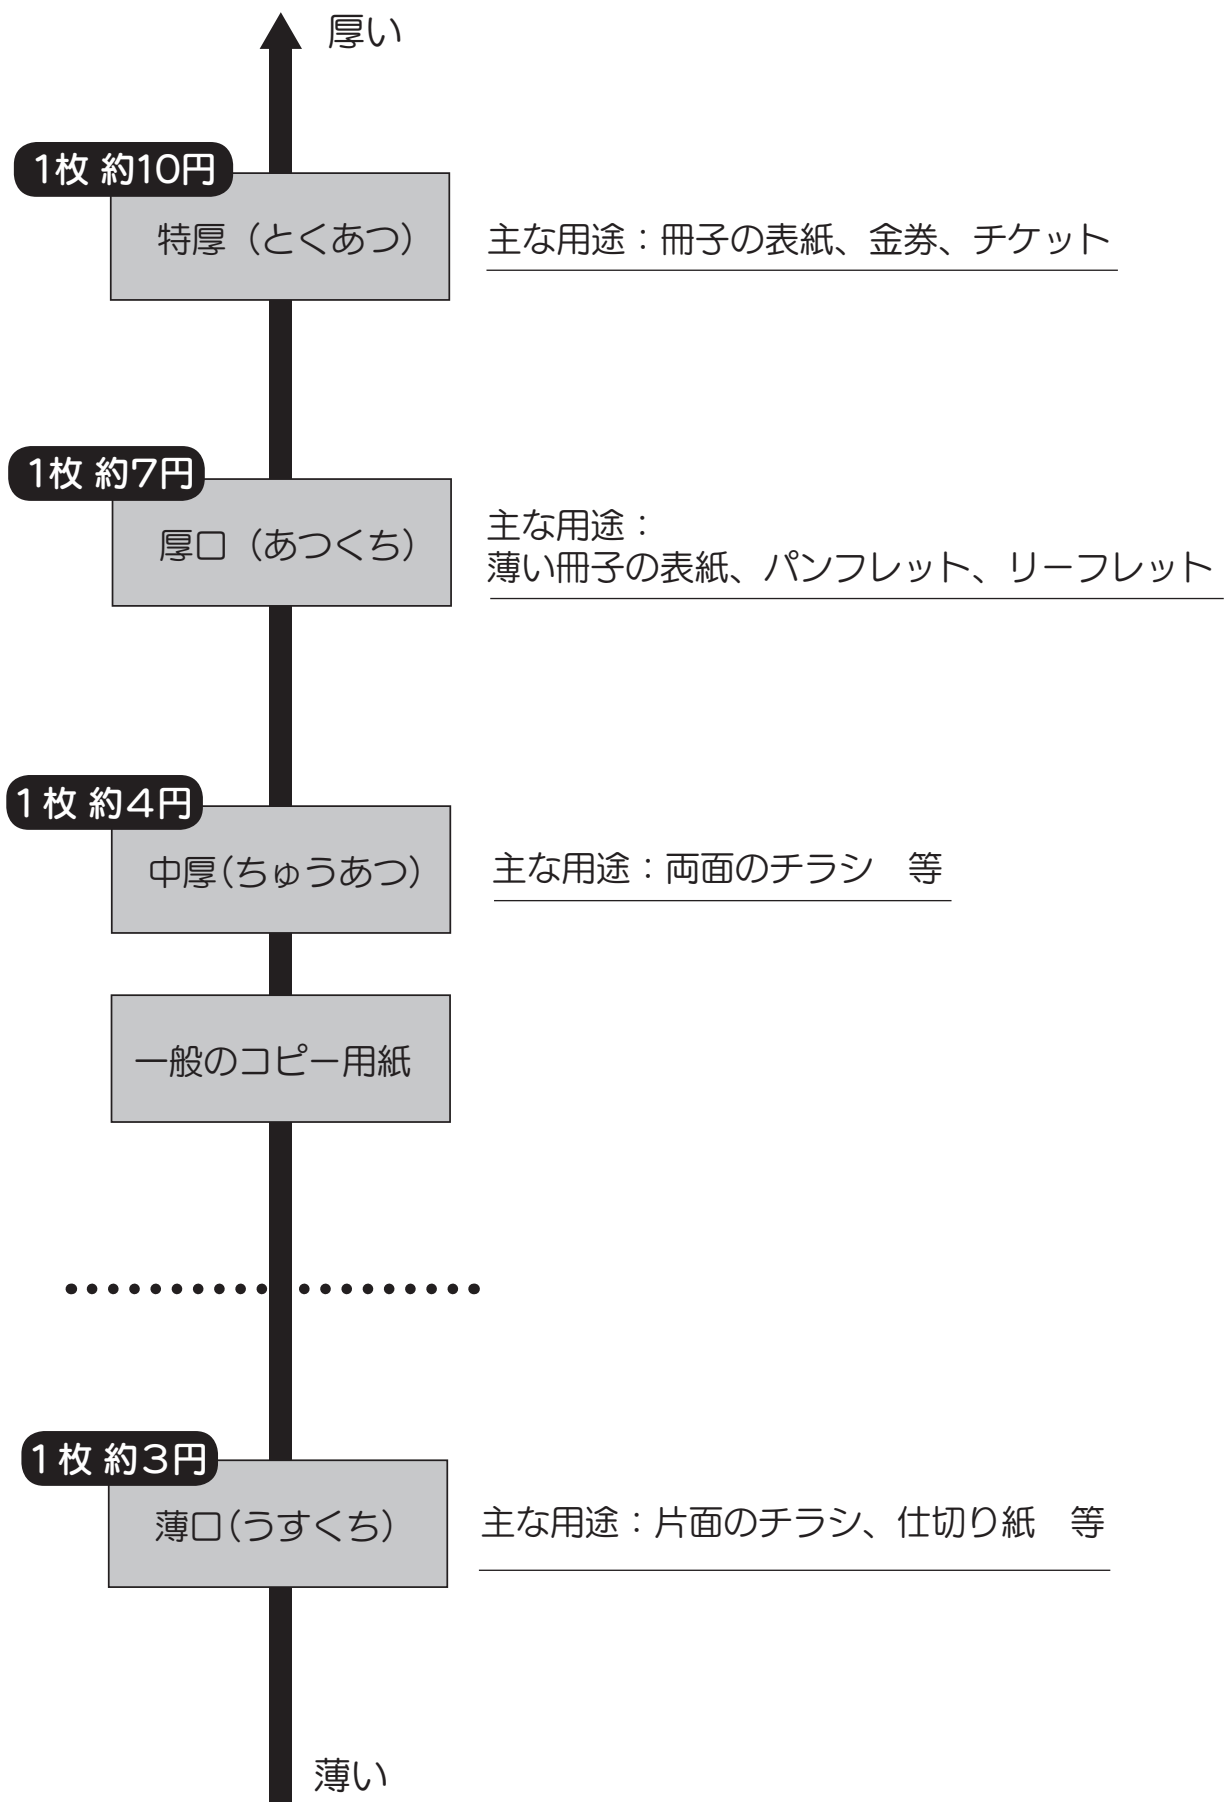 厚い
1枚 約10円
特厚（とくあつ）
主な用途：冊子の表紙、金券、チケット
1枚 約7円
厚口（あつくち）
主な用途：
薄い冊子の表紙、パンフレット、リーフレット
1枚 約4円
中厚（ちゅうあつ）
主な用途：両面のチラシ　等
一般のコピー用紙
1枚 約3円
薄口（うすくち）
主な用途：片面のチラシ、仕切り紙　等
薄い